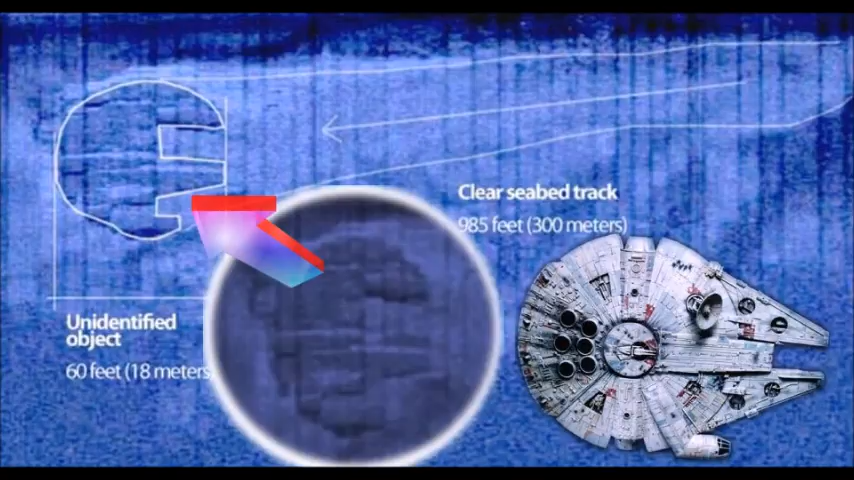 Clear seabed track
985 feet (300 meters)
Unidentified
object
60 feet (18 meters